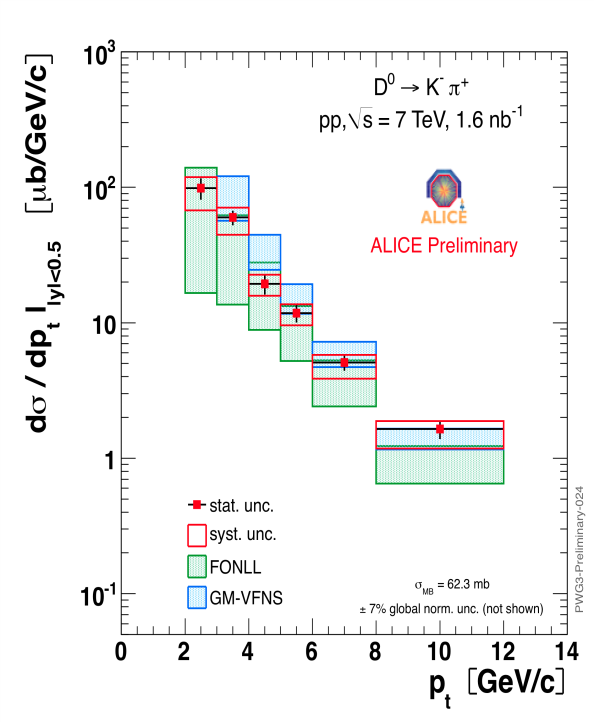 D⁰ → K⁻ π⁺
pp, √s = 7 TeV, 1.6 nb⁻¹
ALICE
ALICE Preliminary
dσ / dpₜ |_|y|<0.5 [μb/GeV/c]
10³
10²
10
1
10⁻¹
stat. unc.
syst. unc.
FONLL
GM-VFNS
σ_MB = 62.3 mb
± 7% global norm. unc. (not shown)
PWG3-Preliminary-024
0 2 4 6 8 10 12 14
pₜ [GeV/c]